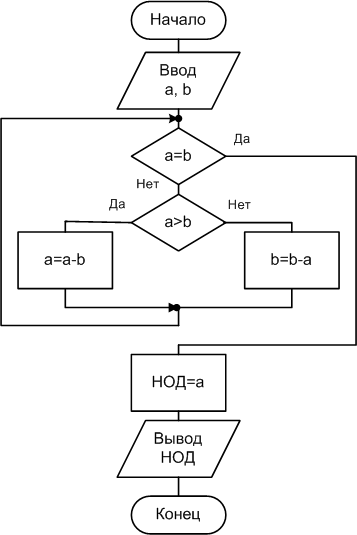 Начало
Ввод
a, b
a=b
Да
Нет
a>b
Да
Нет
a=a-b
b=b-a
НОД=a
Вывод
НОД
Конец